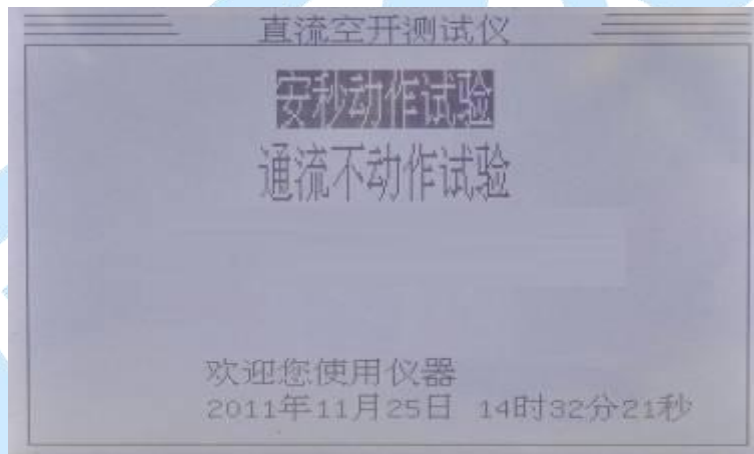 直流空开测试仪
安秒动作试验
通流不动作试验
欢迎您使用仪器
2011年11月25日 14时32分21秒